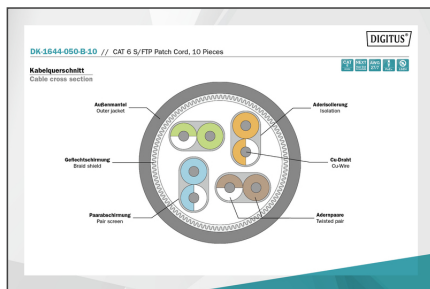 DIGITUS®
DK-1644-050-B-10 // CAT 6 S/FTP Patch Cord, 10 Pieces
Kabelquerschnitt
Cable cross section
Außenmantel
Outer jacket
Aderisolierung
Isolation
Geflechtschirmung
Braid shield
Cu-Draht
Cu-Wire
Paarabschirmung
Pair screen
Adernpaare
Twisted pair